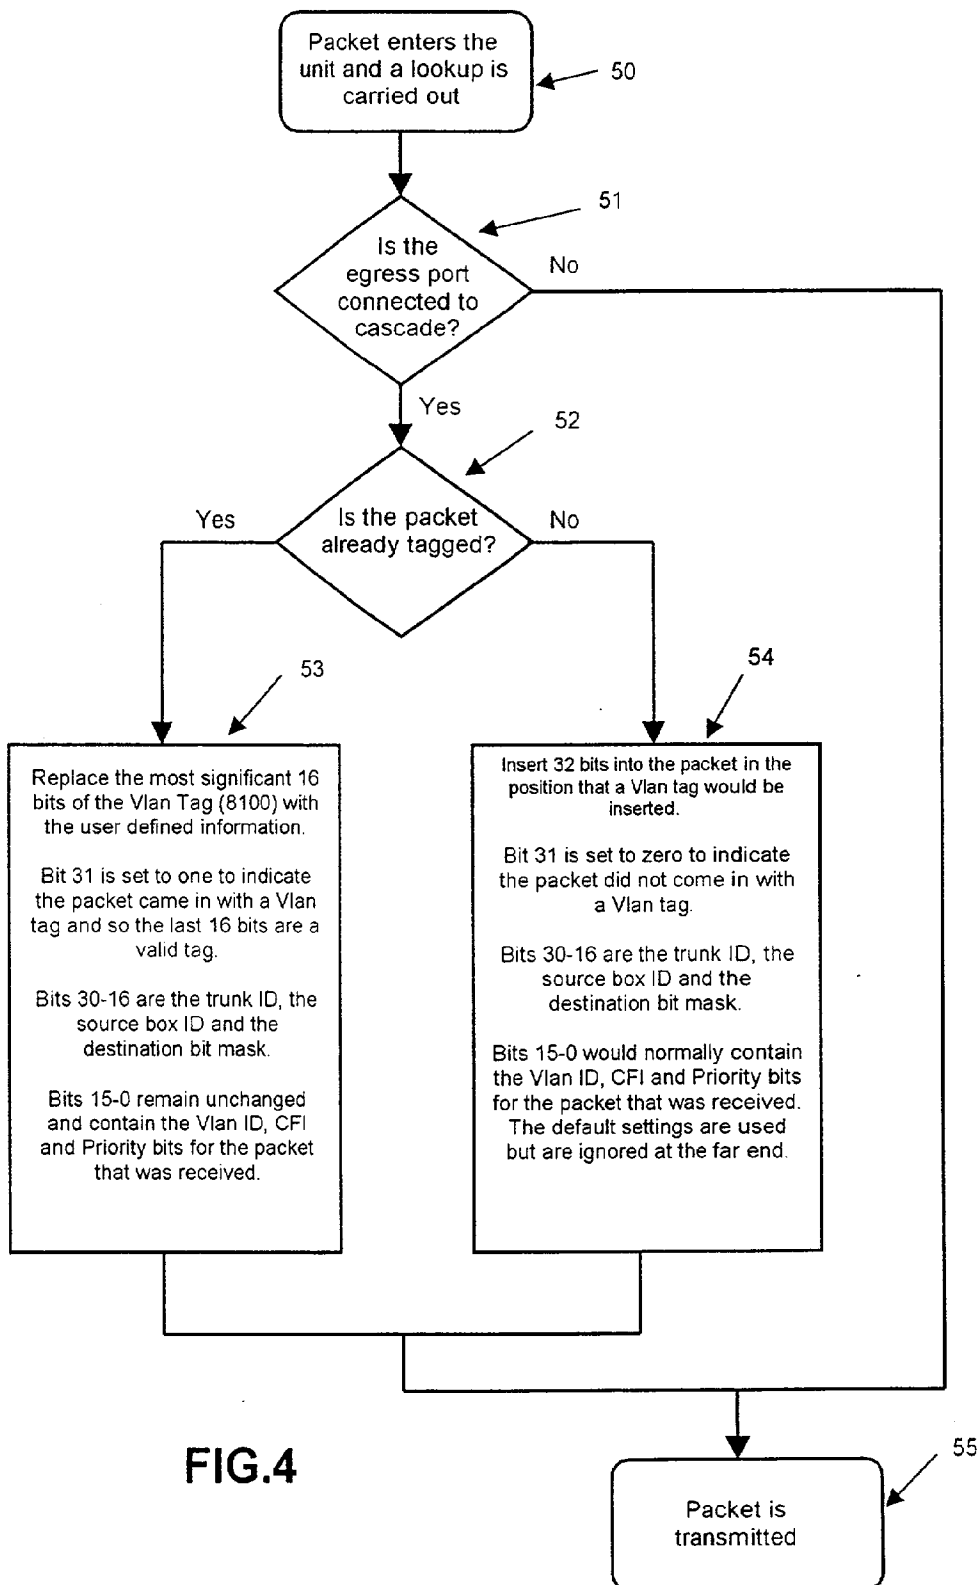 Packet enters the
unit and a lookup is
carried out
50
51
Is the
egress port
connected to
cascade?
No
Yes
52
Is the packet
already tagged?
Yes
No
53
54
Replace the most significant 16
bits of the Vlan Tag (8100) with
the user defined information.
Bit 31 is set to one to indicate
the packet came in with a Vlan
tag and so the last 16 bits are a
valid tag.
Bits 30-16 are the trunk ID, the
source box ID and the
destination bit mask.
Bits 15-0 remain unchanged
and contain the Vlan ID, CFI
and Priority bits for the packet
that was received.
Insert 32 bits into the packet in the
position that a Vlan tag would be
inserted.
Bit 31 is set to zero to indicate
the packet did not come in with
a Vlan tag.
Bits 30-16 are the trunk ID, the
source box ID and the
destination bit mask.
Bits 15-0 would normally contain
the Vlan ID, CFI and Priority bits
for the packet that was received.
The default settings are used
but are ignored at the far end.
FIG.4
55
Packet is
transmitted